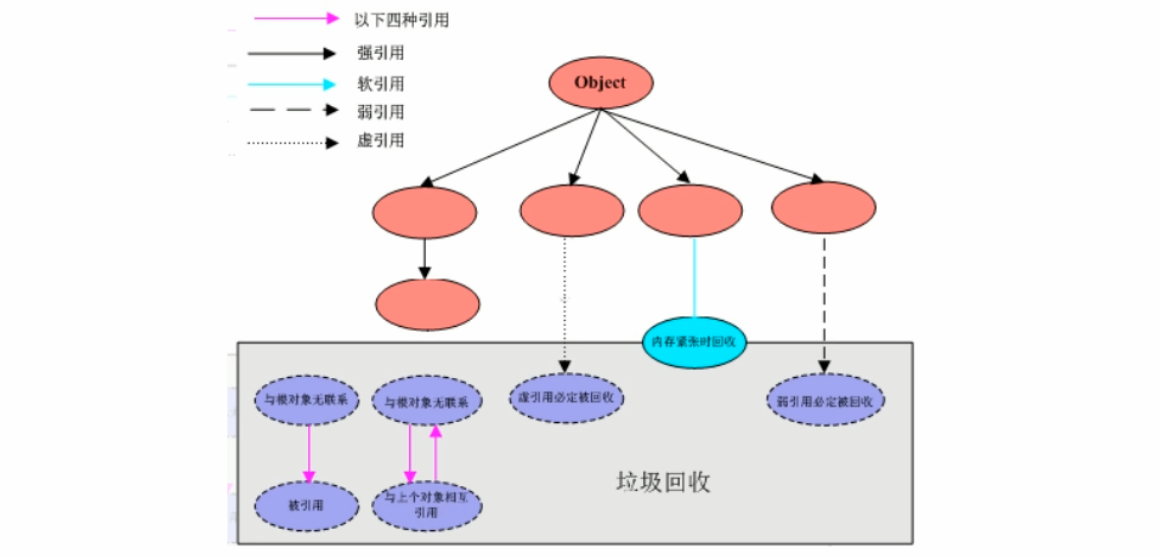 以下四种引用
强引用
软引用
弱引用
虚引用
Object
内存紧张时回收
与根对象无联系
与根对象无联系
虚引用必定被回收
弱引用必定被回收
垃圾回收
被引用
与上个对象相互
引用